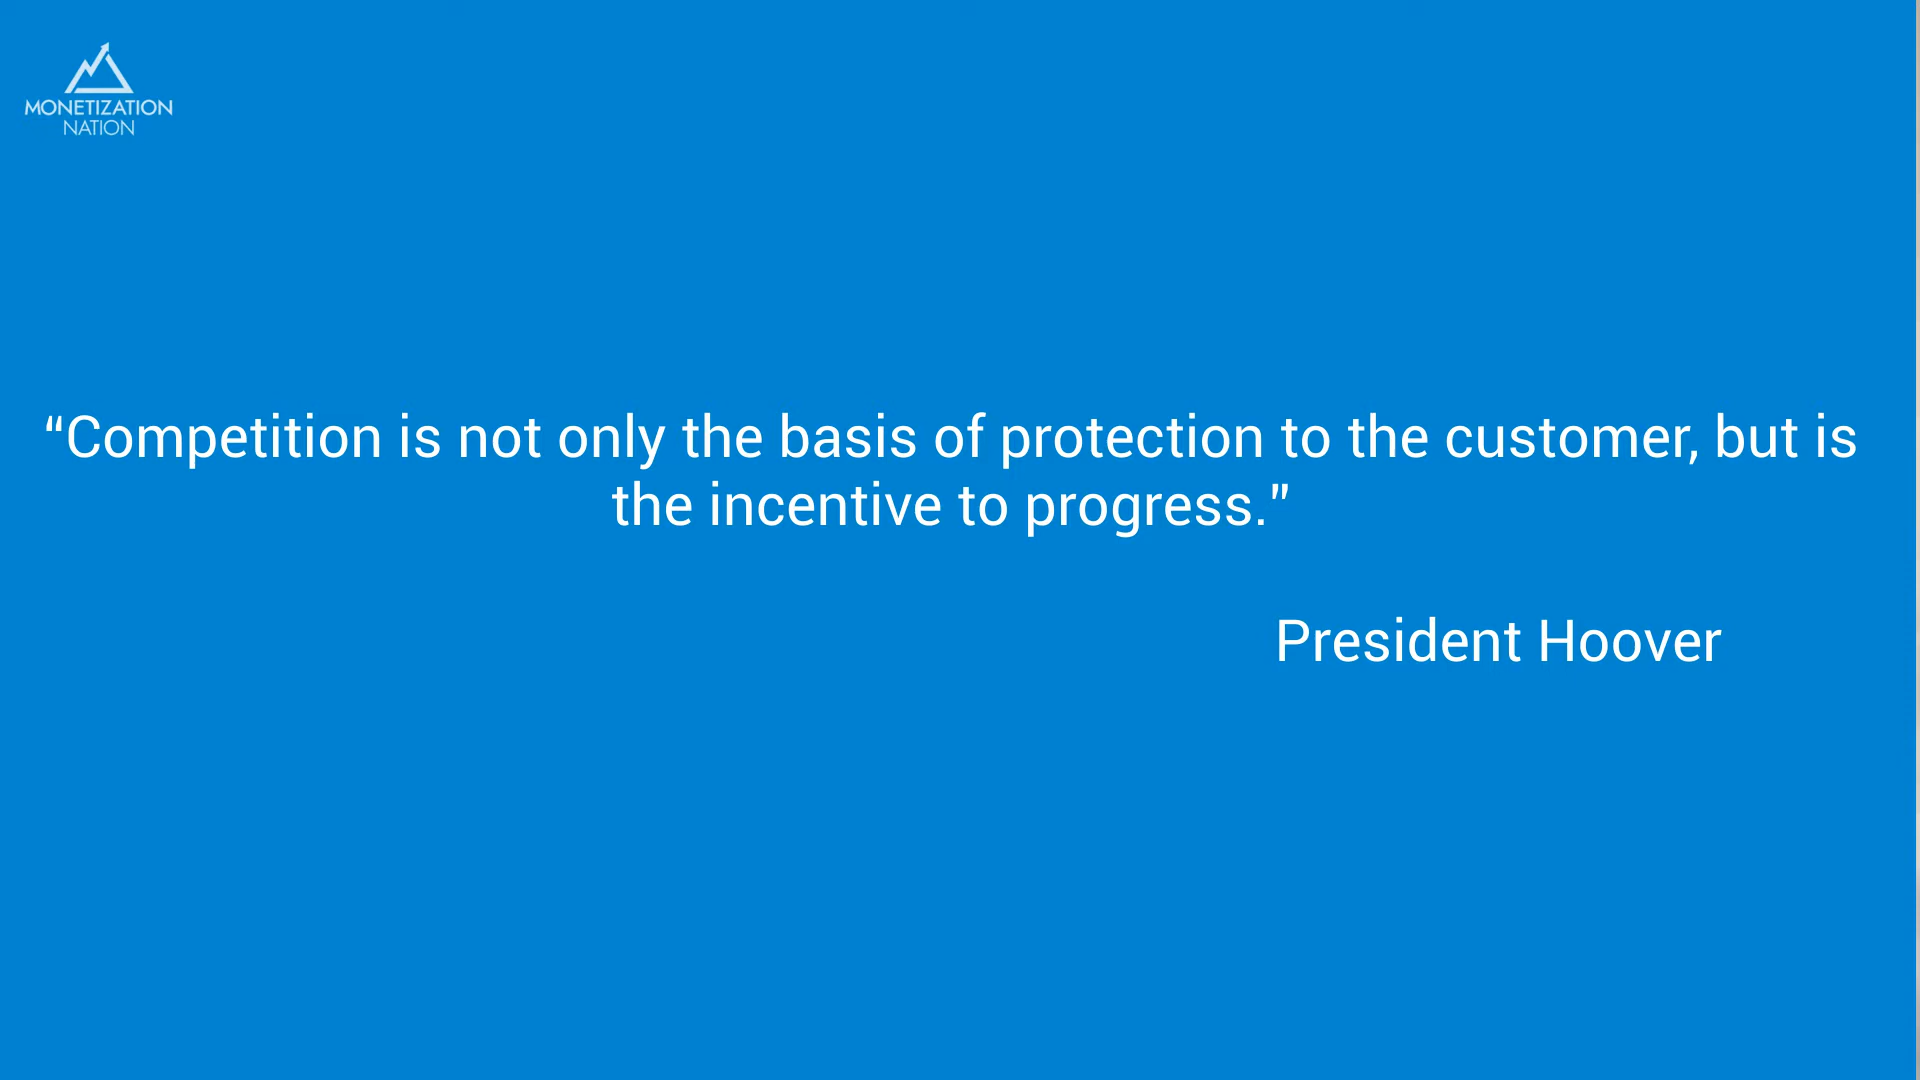 MONETIZATION
NATION
“Competition is not only the basis of protection to the customer, but is
the incentive to progress.”
President Hoover